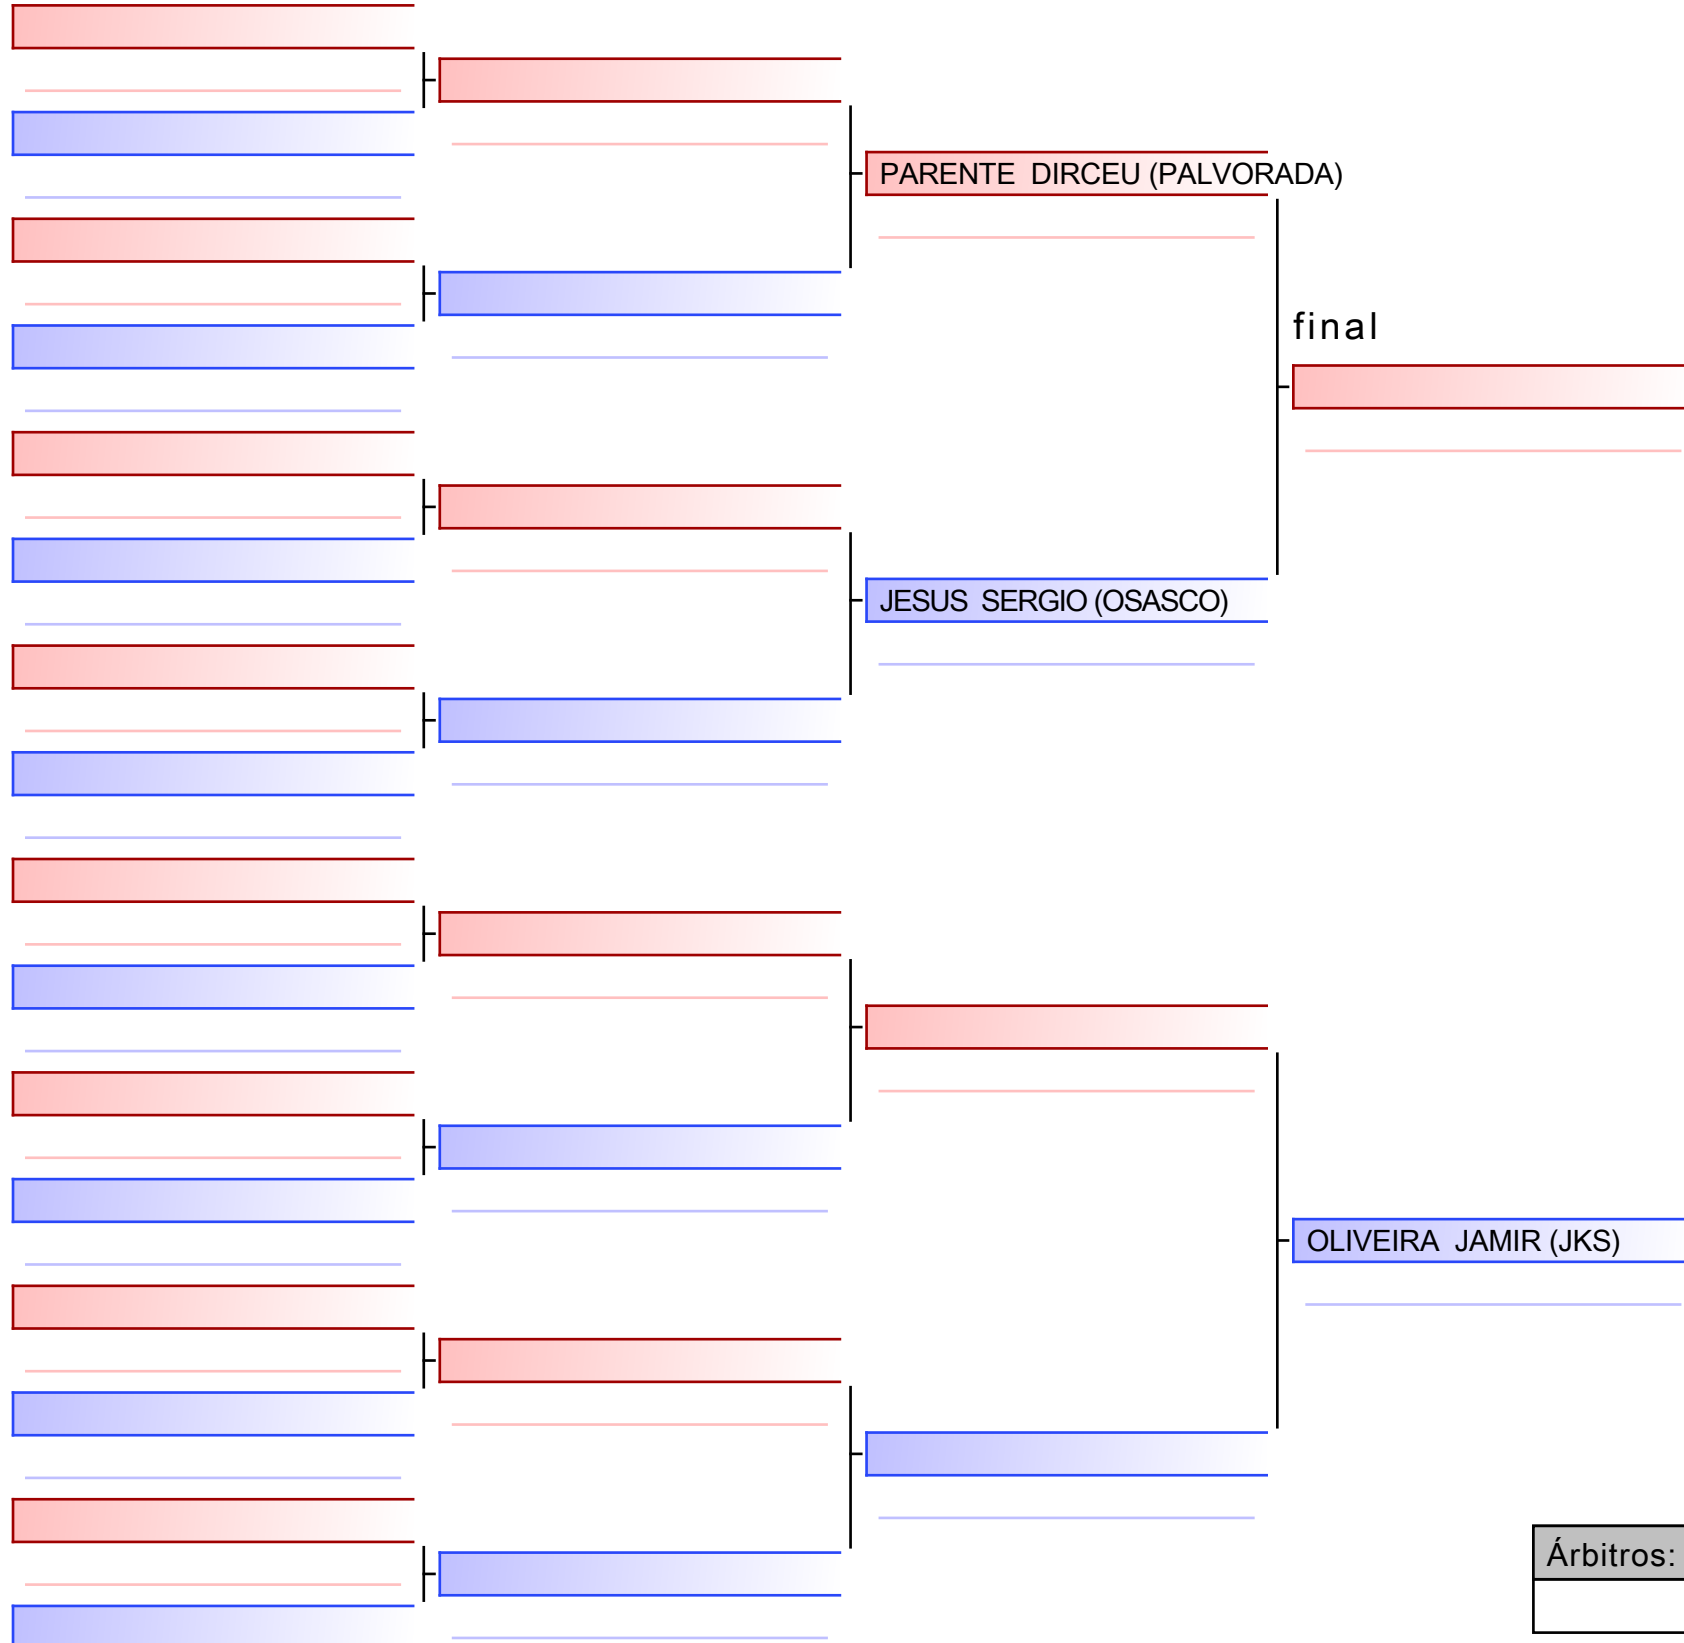 PARENTE DIRCEU (PALVORADA)
final
JESUS SERGIO (OSASCO)
OLIVEIRA JAMIR (JKS)
Árbitros: